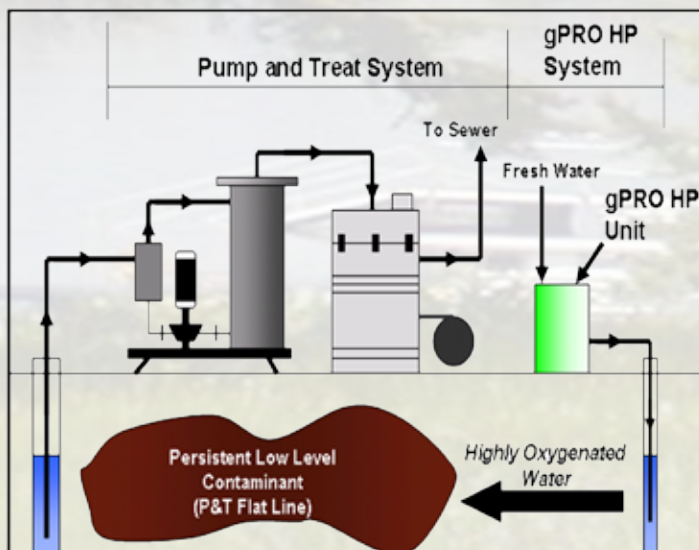 Pump and Treat System
gPRO HP
System
To Sewer
Fresh Water
gPRO HP
Unit
Persistent Low Level
Contaminant
(P&T Flat Line)
Highly Oxygenated
Water